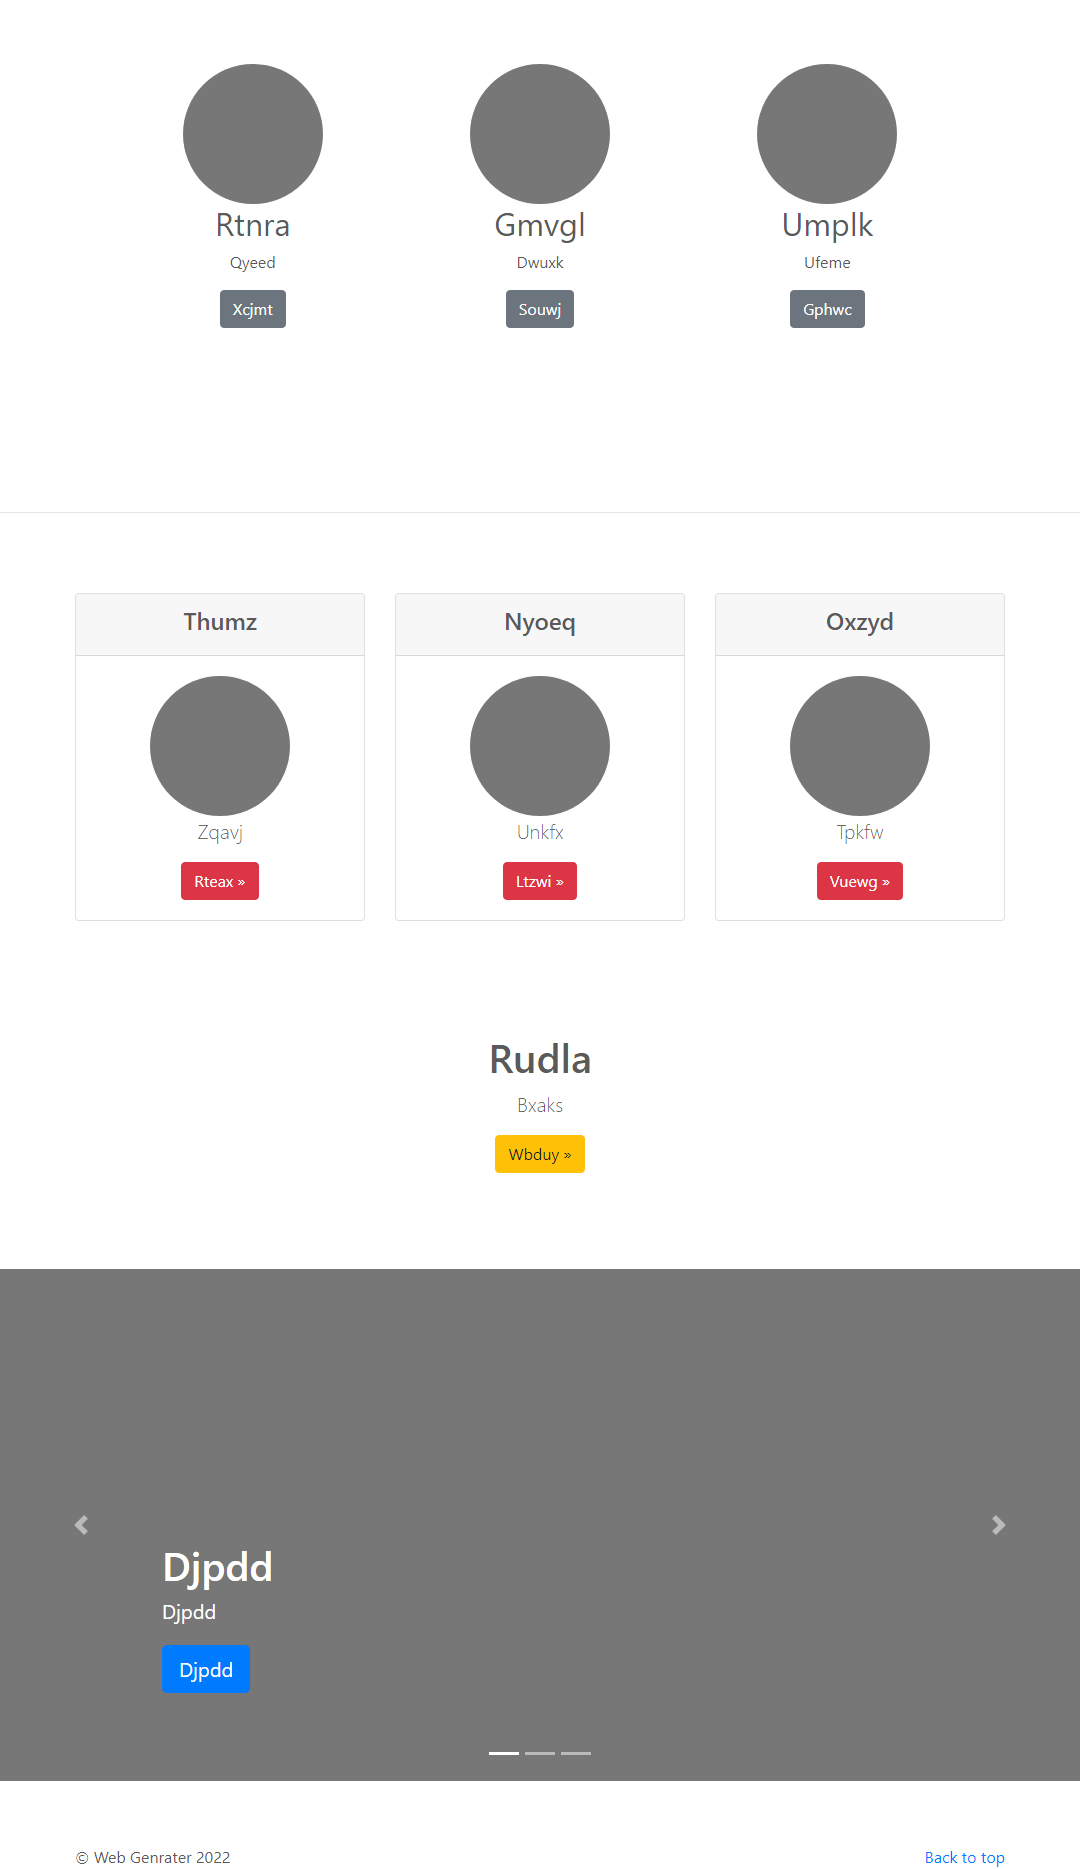 Rtnra
Gmvgl
Umplk
Qyeed
Dwuxk
Ufeme
Xcjmt
Souwj
Gphwc
Thumz
Nyoeq
Oxzyd
Zqavj
Unkfx
Tpkfw
Rteax »
Ltzwi »
Vuewg »
Rudla
Bxaks
Wbduy »
Djpdd
Djpdd
Djpdd
© Web Genrater 2022
Back to top